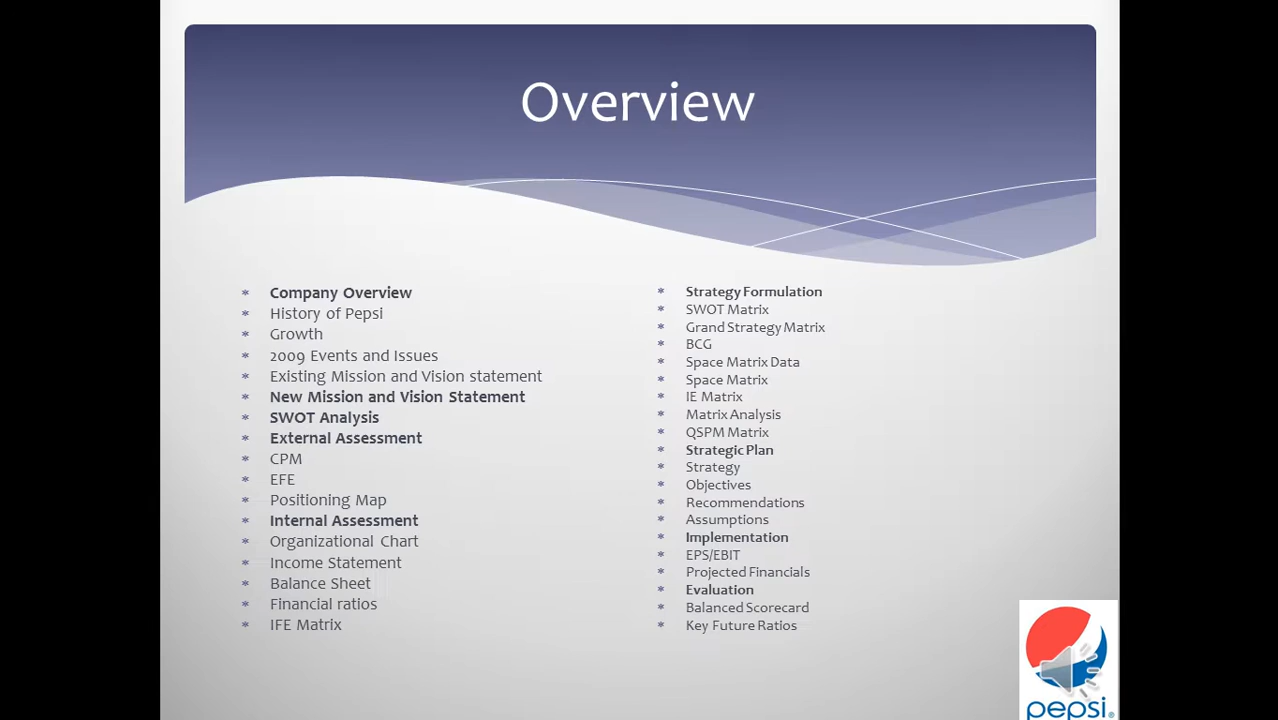 Overview
* Company Overview
* History of Pepsi
* Growth
* 2009 Events and Issues
* Existing Mission and Vision statement
* New Mission and Vision Statement
* SWOT Analysis
* External Assessment
* CPM
* EFE
* Positioning Map
* Internal Assessment
* Organizational Chart
* Income Statement
* Balance Sheet
* Financial ratios
* IFE Matrix
* Strategy Formulation
* SWOT Matrix
* Grand Strategy Matrix
* BCG
* Space Matrix Data
* Space Matrix
* IE Matrix
* Matrix Analysis
* QSPM Matrix
* Strategic Plan
* Strategy
* Objectives
* Recommendations
* Assumptions
* Implementation
* EPS/EBIT
* Projected Financials
* Evaluation
* Balanced Scorecard
* Key Future Ratios
pepsi®